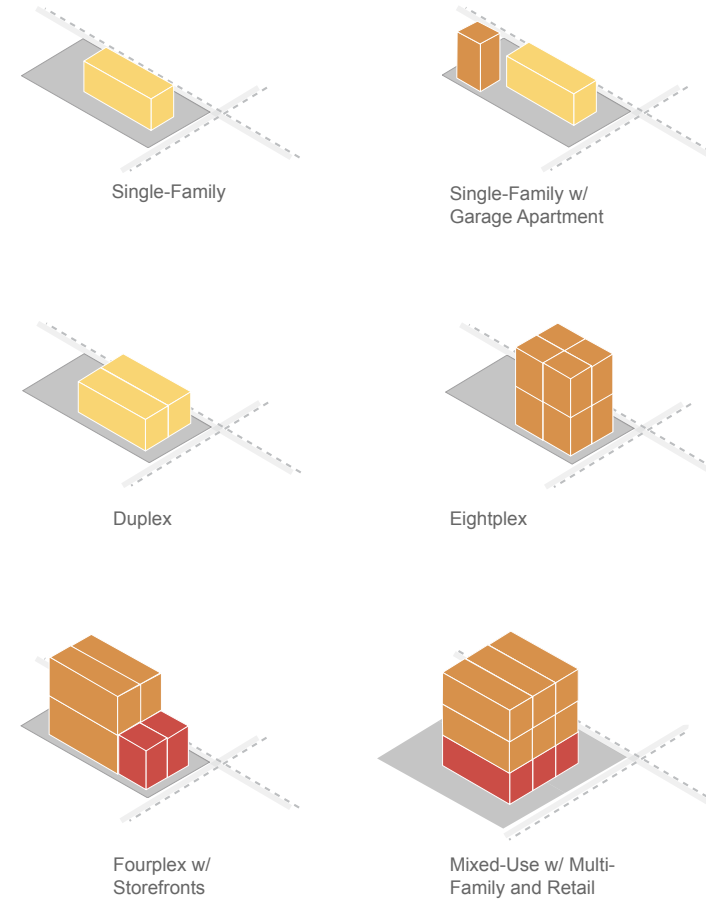 Single-Family
Single-Family w/
Garage Apartment
Duplex
Eightplex
Fourplex w/
Storefronts
Mixed-Use w/ Multi-
Family and Retail